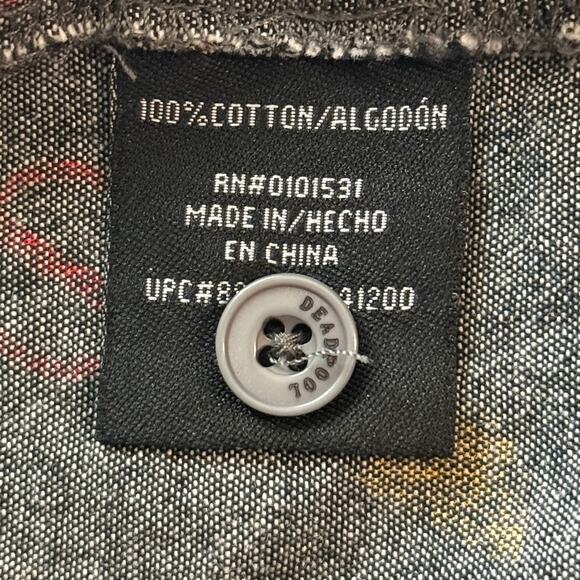 100%COTTON/ALGODÓN
RN#0101531
MADE IN/HECHO
EN CHINA
DEADPOOL